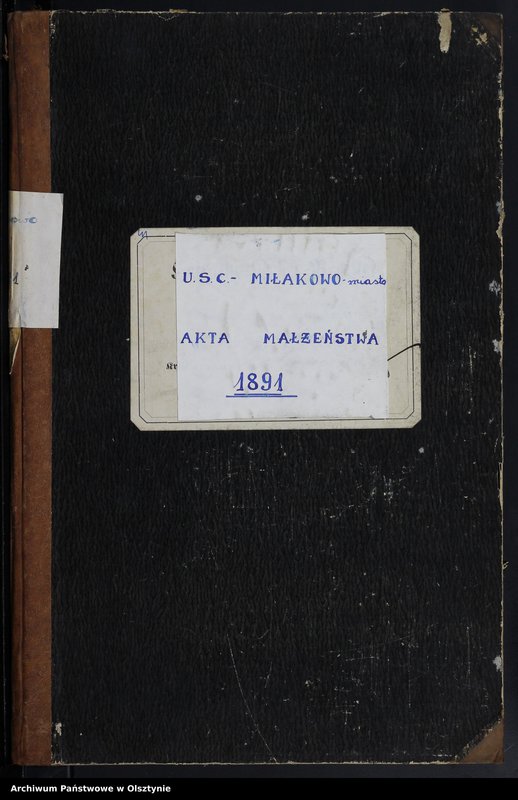 U.S.C.- MIŁAKOWO-miasto
AKTA MAŁŻEŃSTWA
1891
Archiwum Państwowe w Olsztynie